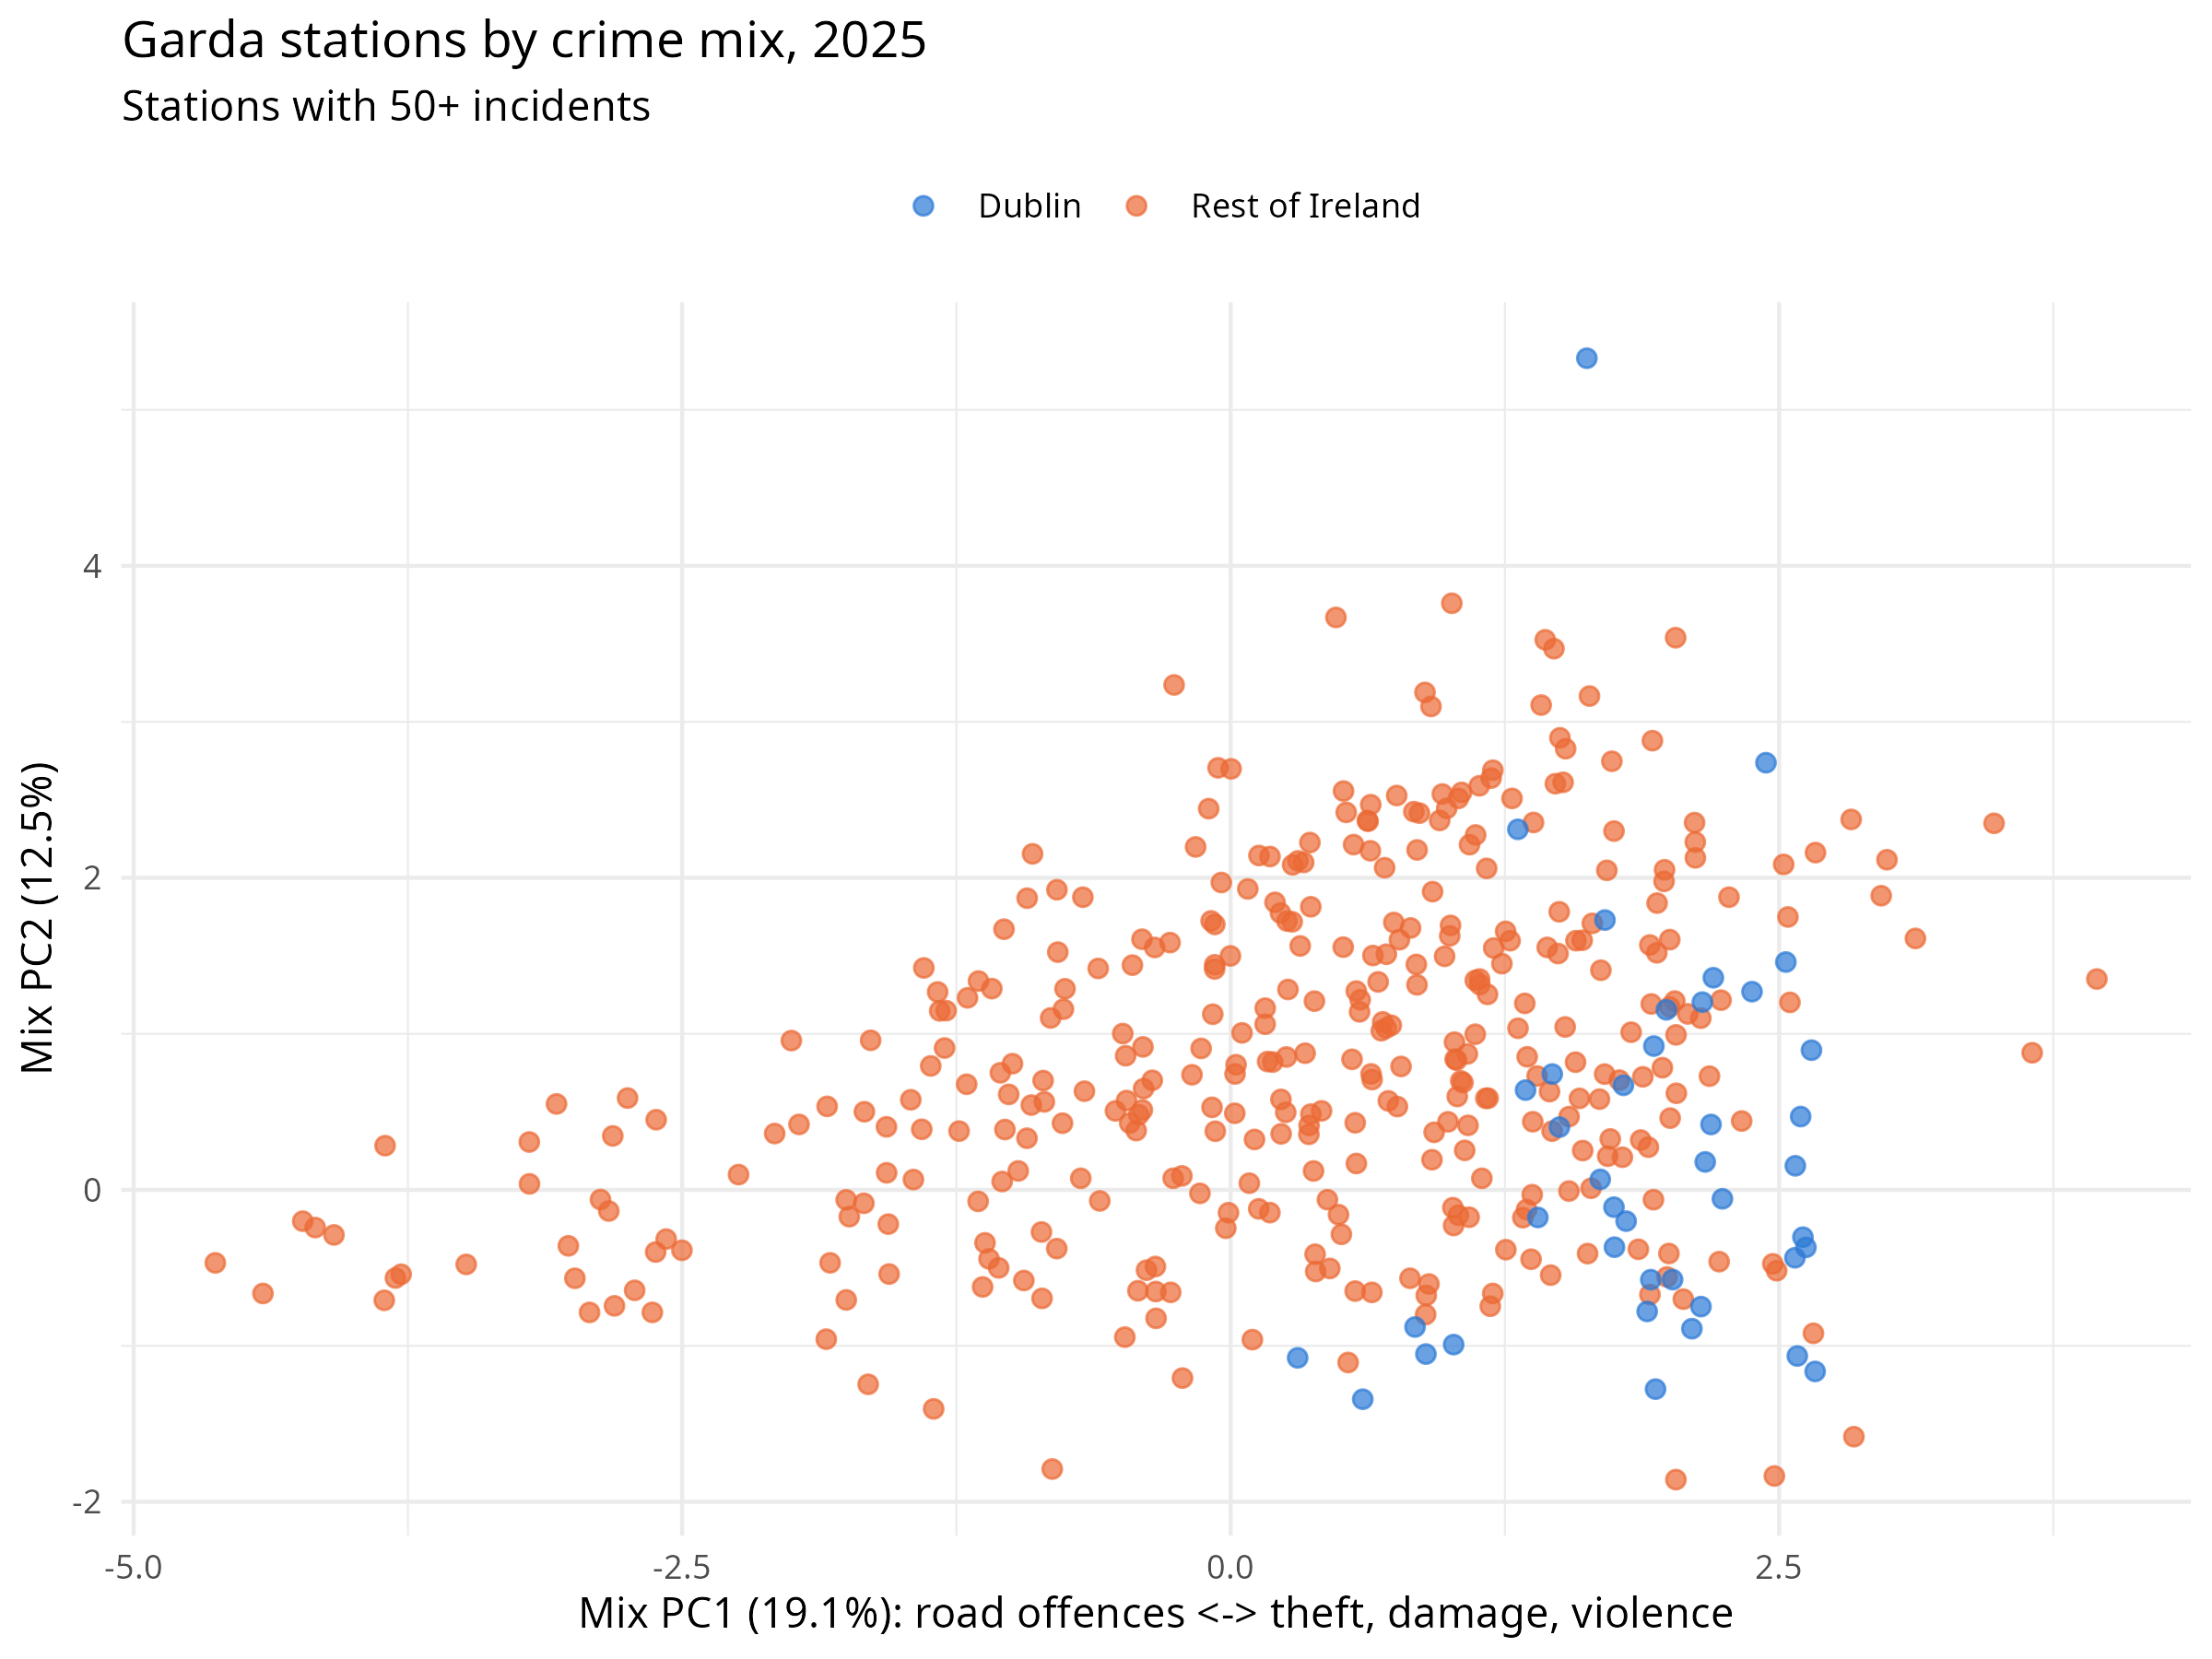 Garda stations by crime mix, 2025
Stations with 50+ incidents
Dublin
Rest of Ireland
Mix PC2 (12.5%)
4
2
0
-2
-5.0
-2.5
0.0
2.5
Mix PC1 (19.1%): road offences <-> theft, damage, violence